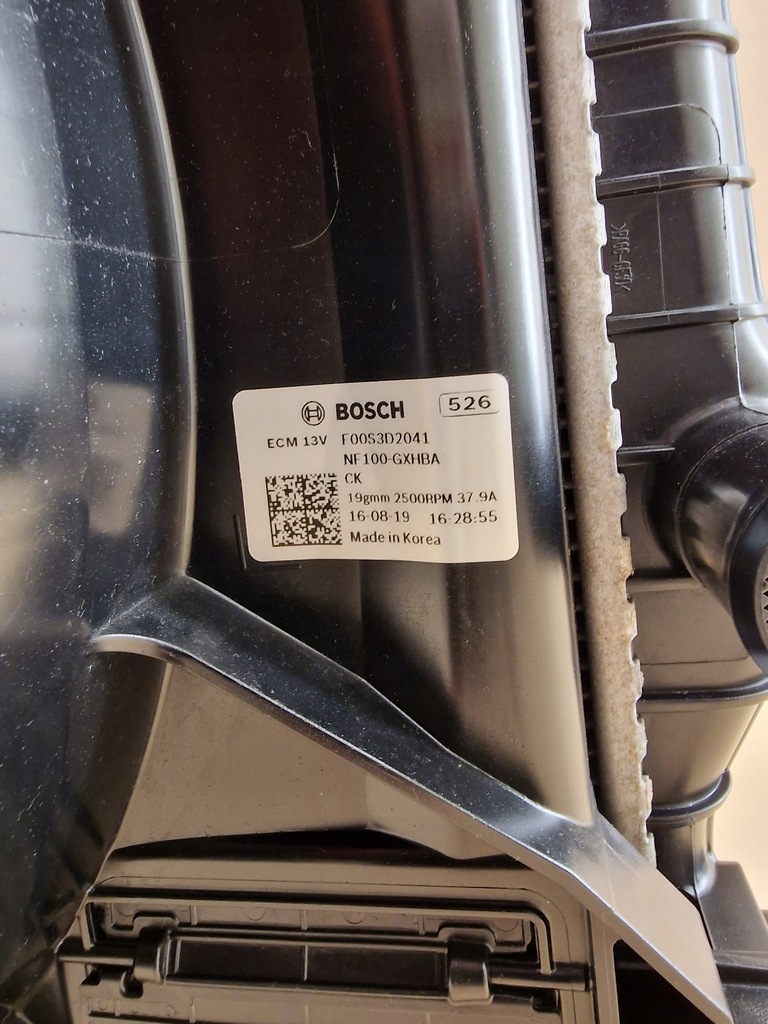 BOSCH 526
ECM 13V F00S3D2041
NF100-GXHBA
CK
19gmm 2500RPM 37.9A
16-08-19 16:28:55
Made in Korea